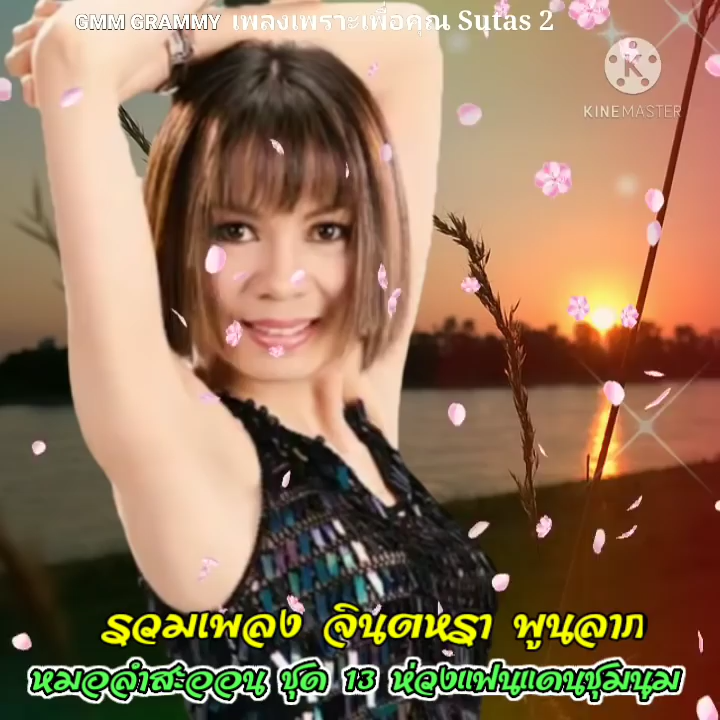 GMM GRAMMY เพลงเพราะเพื่อคุณ Sutas 2
K
KINEMASTER
รวมเพลง จินตหรา พูนลาภ
หมอลำสะออน ชุด 13 ห่วงแฟนแดนชุมนุม